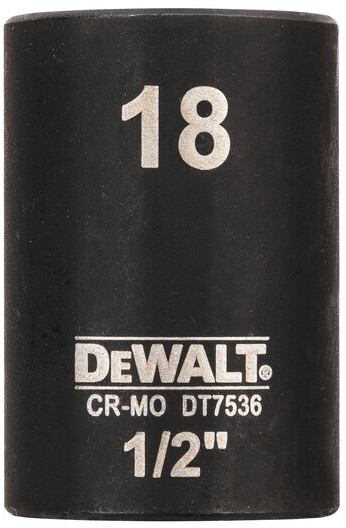 18
DEWALT®
CR-MO DT7536
1/2"